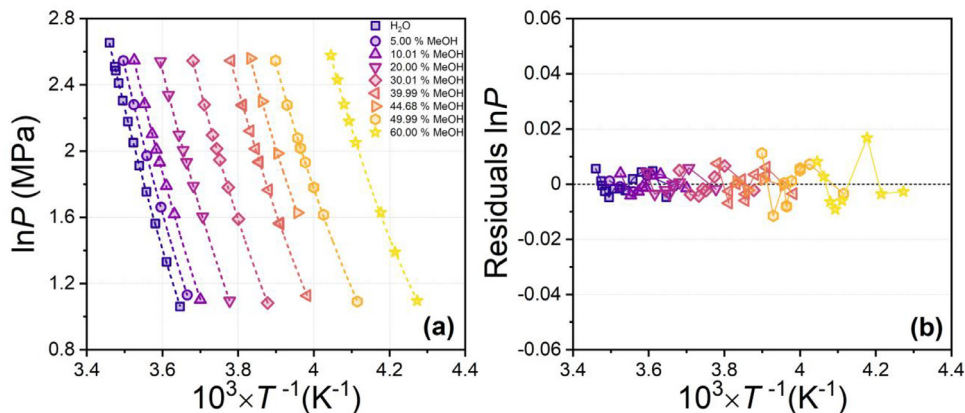 2.8
2.4
2.0
1.6
1.2
0.8
lnP (MPa)
H₂O
5.00 % MeOH
10.01 % MeOH
20.00 % MeOH
30.01 % MeOH
39.99 % MeOH
44.68 % MeOH
49.99 % MeOH
60.00 % MeOH
(a)
3.4 3.6 3.8 4 4.2 4.4
10³×T⁻¹(K⁻¹)
0.06
0.04
0.02
0
-0.02
-0.04
-0.06
Residuals lnP
(b)
3.4 3.6 3.8 4 4.2 4.4
10³×T⁻¹(K⁻¹)